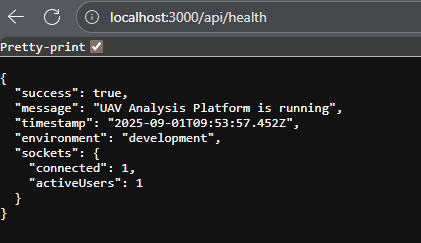 localhost:3000/api/health
Pretty-print
{
  "success": true,
  "message": "UAV Analysis Platform is running",
  "timestamp": "2025-09-01T09:53:57.452Z",
  "environment": "development",
  "sockets": {
    "connected": 1,
    "activeUsers": 1
  }
}